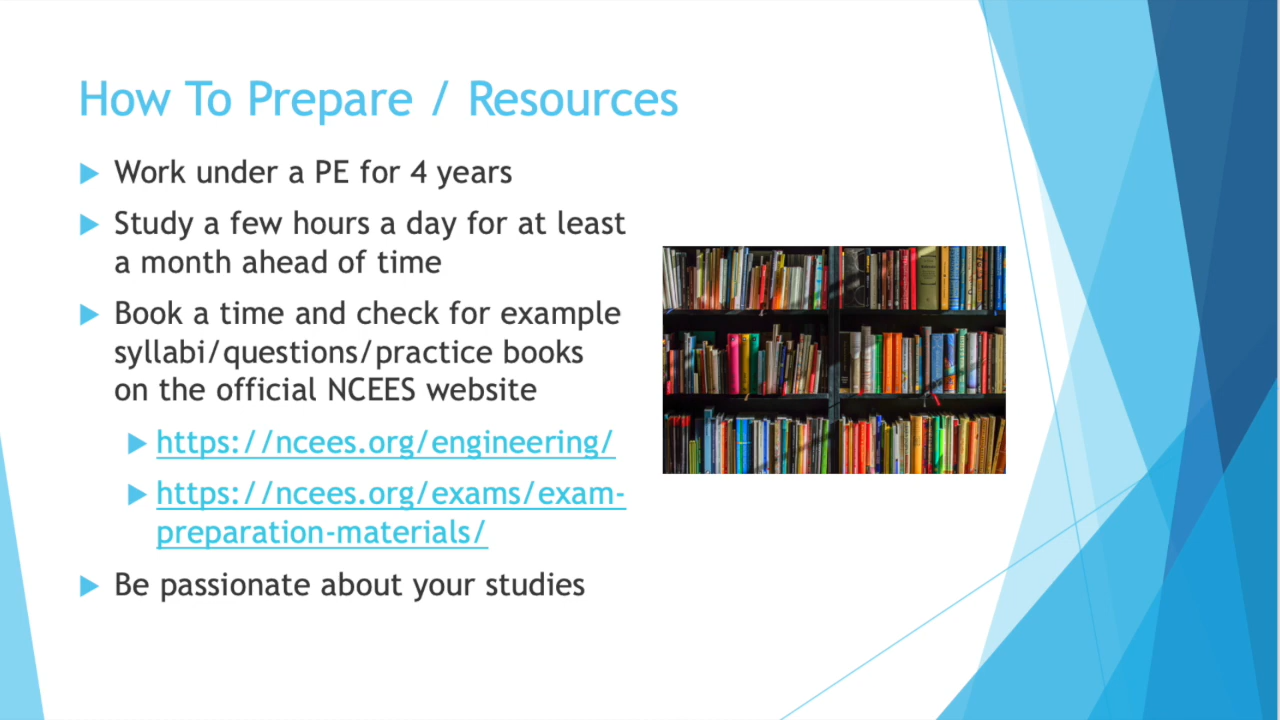 How To Prepare / Resources
Work under a PE for 4 years
Study a few hours a day for at least
a month ahead of time
Book a time and check for example
syllabi/questions/practice books
on the official NCEES website
https://ncees.org/engineering/
https://ncees.org/exams/exam-
preparation-materials/
Be passionate about your studies